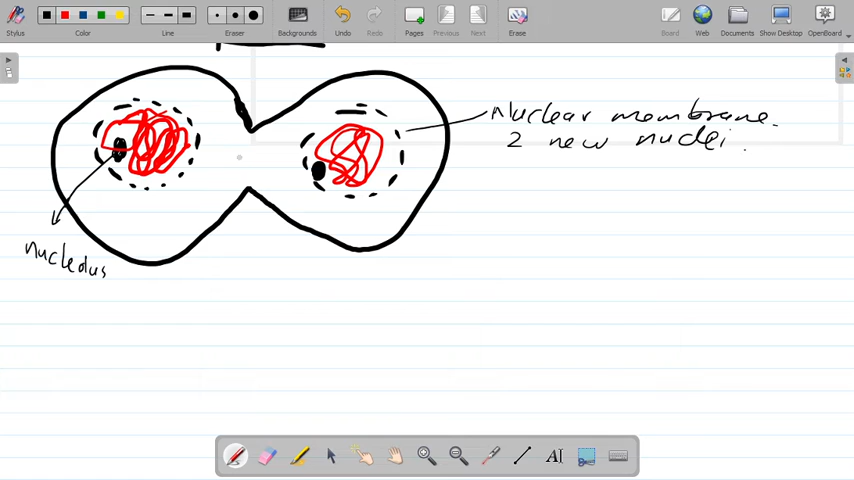 Stylus
Color
Line
Eraser
Backgrounds
Undo
Redo
Pages
Previous
Next
Erase
Board
Web
Documents
Show Desktop
OpenBoard
Nuclear membrane.
2 new nuclei.
nucleolus